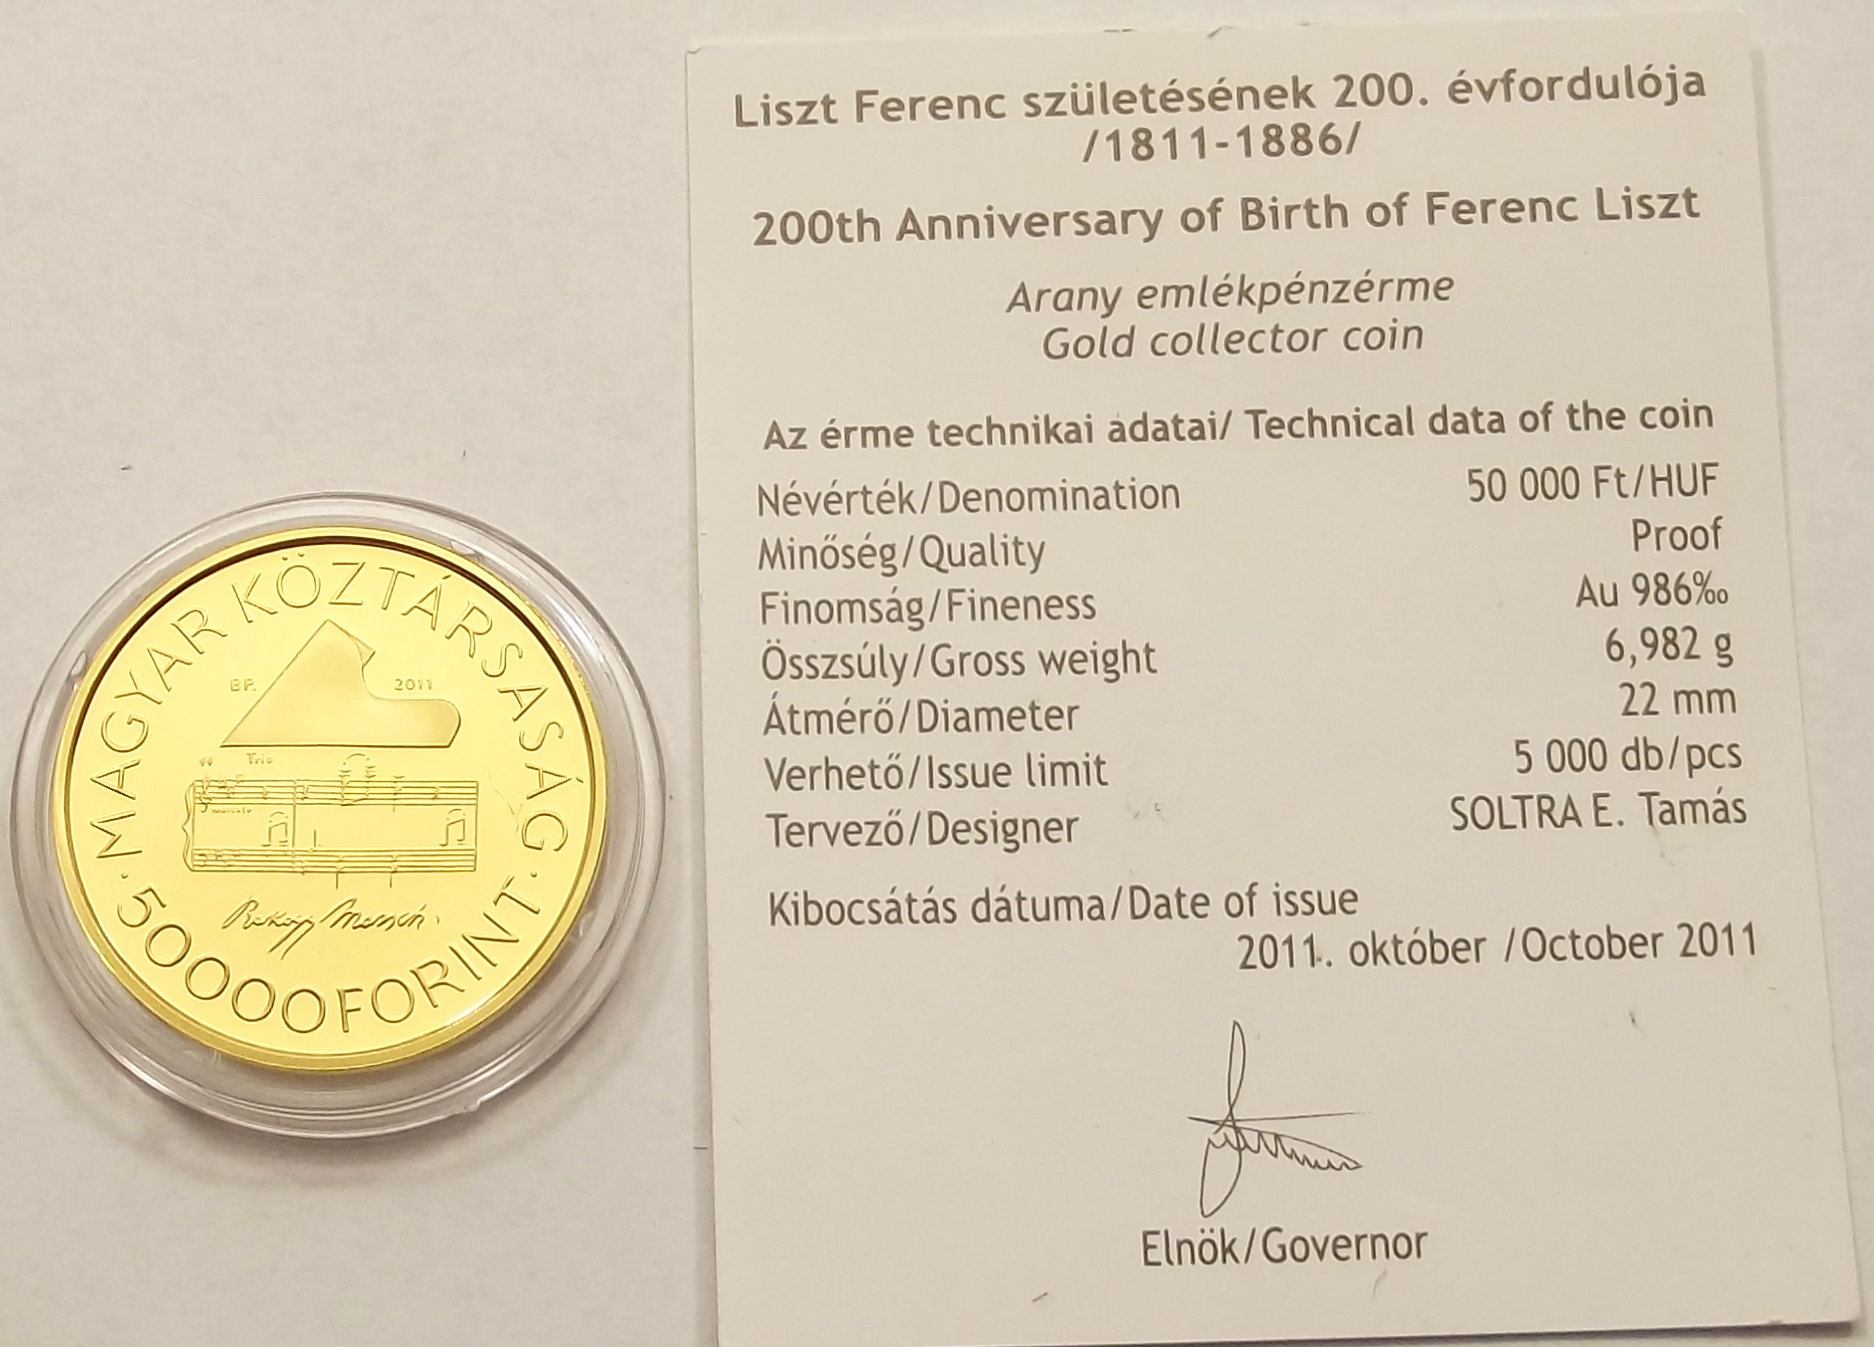 MAGYAR KÖZTÁRSASÁG
BP. 2011
Trio
marcato
50000 FORINT
Liszt Ferenc születésének 200. évfordulója
/1811-1886/
200th Anniversary of Birth of Ferenc Liszt
Arany emlékpénzérme
Gold collector coin
Az érme technikai adatai/ Technical data of the coin
Névérték/Denomination 50 000 Ft/HUF
Minőség/Quality Proof
Finomság/Fineness Au 986‰
Összsúly/Gross weight 6,982 g
Átmérő/Diameter 22 mm
Verhető/Issue limit 5 000 db/pcs
Tervező/Designer SOLTRA E. Tamás
Kibocsátás dátuma/Date of issue
2011. október /October 2011
Elnök/Governor